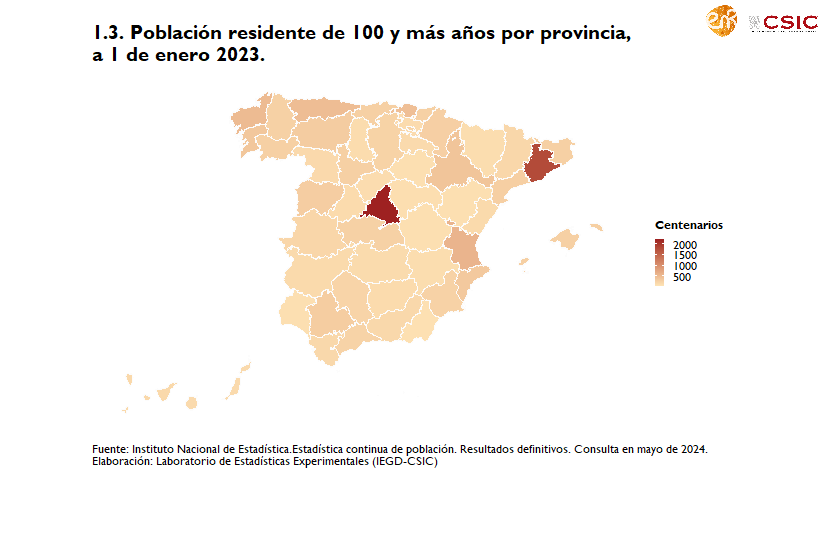 1.3. Población residente de 100 y más años por provincia,
a 1 de enero 2023.
CSIC
Centenarios
2000
1500
1000
500
Fuente: Instituto Nacional de Estadística.Estadística continua de población. Resultados definitivos. Consulta en mayo de 2024.
Elaboración: Laboratorio de Estadísticas Experimentales (IEGD-CSIC)